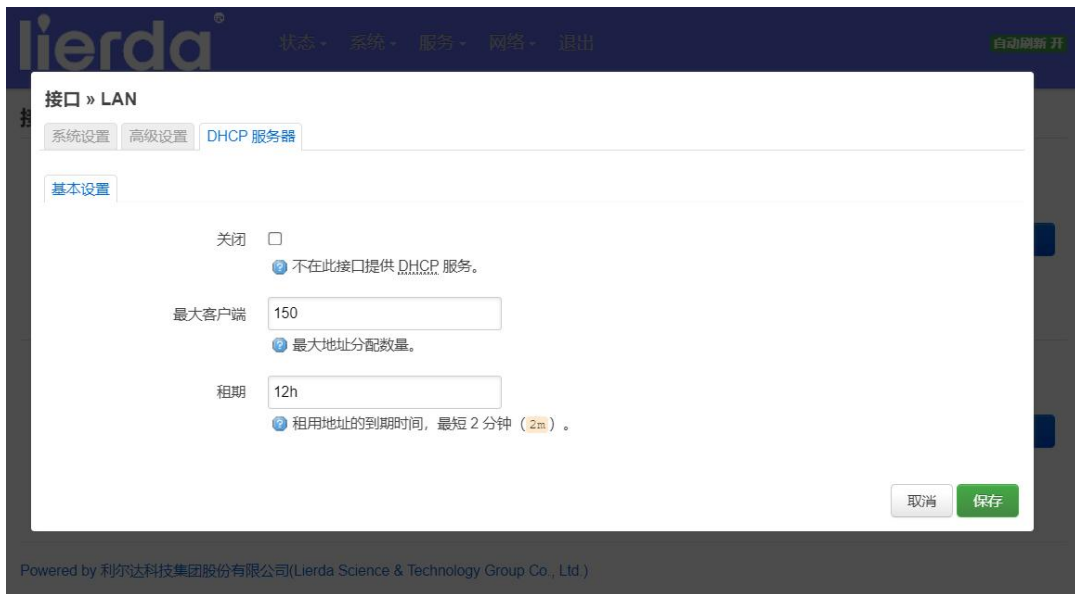 lierda®
状态 系统 服务 网络 退出
自动刷新 开
接
接口 » LAN
系统设置 高级设置 DHCP 服务器
基本设置
关闭
不在此接口提供 DHCP 服务。
最大客户端 150
最大地址分配数量。
租期 12h
租用地址的到期时间，最短 2 分钟（2m）。
取消 保存
Powered by 利尔达科技集团股份有限公司(Lierda Science & Technology Group Co., Ltd.)